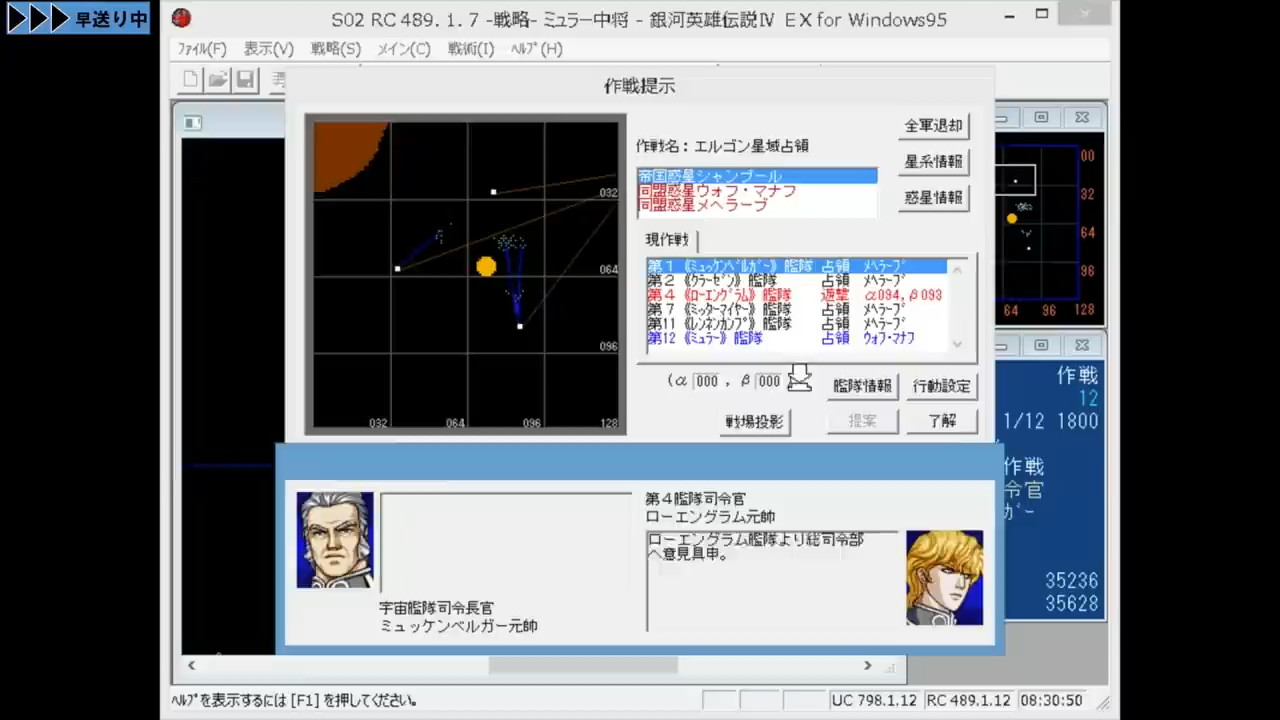 早送り中
S02 RC 489. 1. 7 -戦略- ミュラー中将 - 銀河英雄伝説Ⅳ EX for Windows95
ﾌｧｲﾙ(F) 表示(V) 戦略(S) メイン(C) 戦術(I) ﾍﾙﾌﾟ(H)
作戦提示
全軍退却
作戦名：エルゴン星域占領
星系情報
帝国惑星シャンプール
同盟惑星ウォフ・マナフ
同盟惑星メヘラーブ
惑星情報
現作戦
第１《ﾐｭｯｹﾝﾍﾞﾙｶﾞｰ》艦隊 占領 ﾒﾍﾗｰﾌﾞ
第２《ｸﾗｰｾﾞﾝ》艦隊 占領 ﾒﾍﾗｰﾌﾞ
第４《ﾛｰｴﾝｸﾞﾗﾑ》艦隊 遊撃 α094,β093
第７《ﾐｯﾀｰﾏｲﾔｰ》艦隊 占領 ﾒﾍﾗｰﾌﾞ
第11《ﾚﾝﾈﾝｶﾝﾌﾟ》艦隊 占領 ﾒﾍﾗｰﾌﾞ
第12《ﾐｭﾗｰ》艦隊 占領 ｳｫﾌ･ﾏﾅﾌ
032
064
096
032 064 096 128
(α 000 , β 000
艦隊情報
行動設定
戦場投影
提案
了解
00
32
64
96
64 96 128
作戦
12
1/12 1800
作戦
令官
ｶﾞｰ
35236
35628
第４艦隊司令官
ローエングラム元帥
ローエングラム艦隊より総司令部
へ意見具申。
宇宙艦隊司令長官
ミュッケンベルガー元帥
ﾍﾙﾌﾟを表示するには [F1] を押してください。
UC 798.1.12
RC 489.1.12
08:30:50